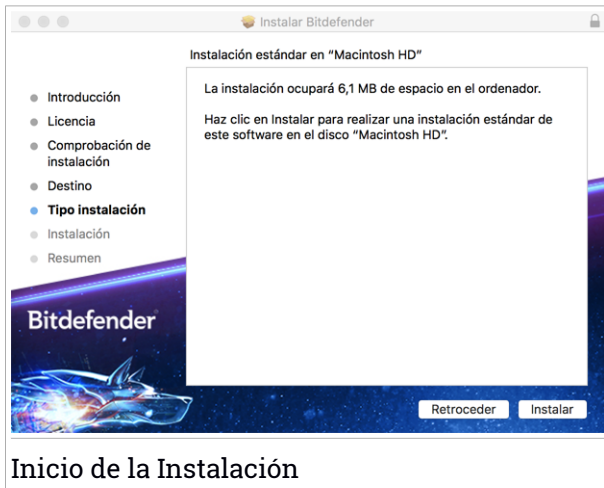 Instalar Bitdefender
Instalación estándar en “Macintosh HD”
Introducción
Licencia
Comprobación de
instalación
Destino
Tipo instalación
Instalación
Resumen
La instalación ocupará 6,1 MB de espacio en el ordenador.
Haz clic en Instalar para realizar una instalación estándar de
este software en el disco “Macintosh HD”.
Bitdefender
Retroceder
Instalar
Inicio de la Instalación